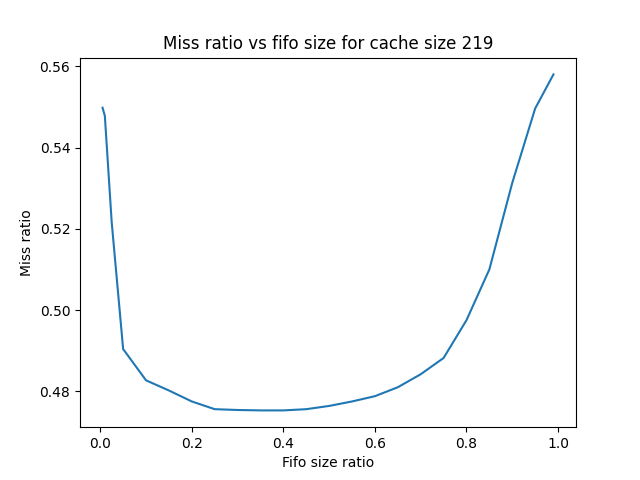 Miss ratio vs fifo size for cache size 219
0.56
0.54
0.52
0.50
0.48
Miss ratio
0.0 0.2 0.4 0.6 0.8 1.0
Fifo size ratio